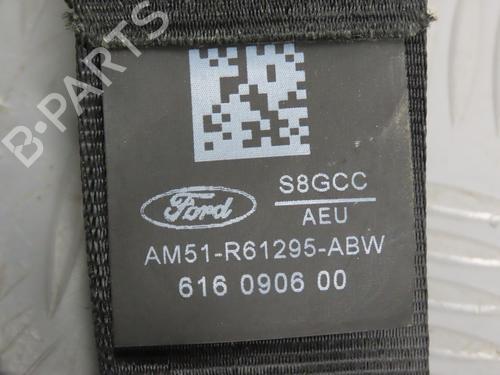 B-PARTS
Ford
S8GCC
AEU
AM51-R61295-ABW
616 0906 00